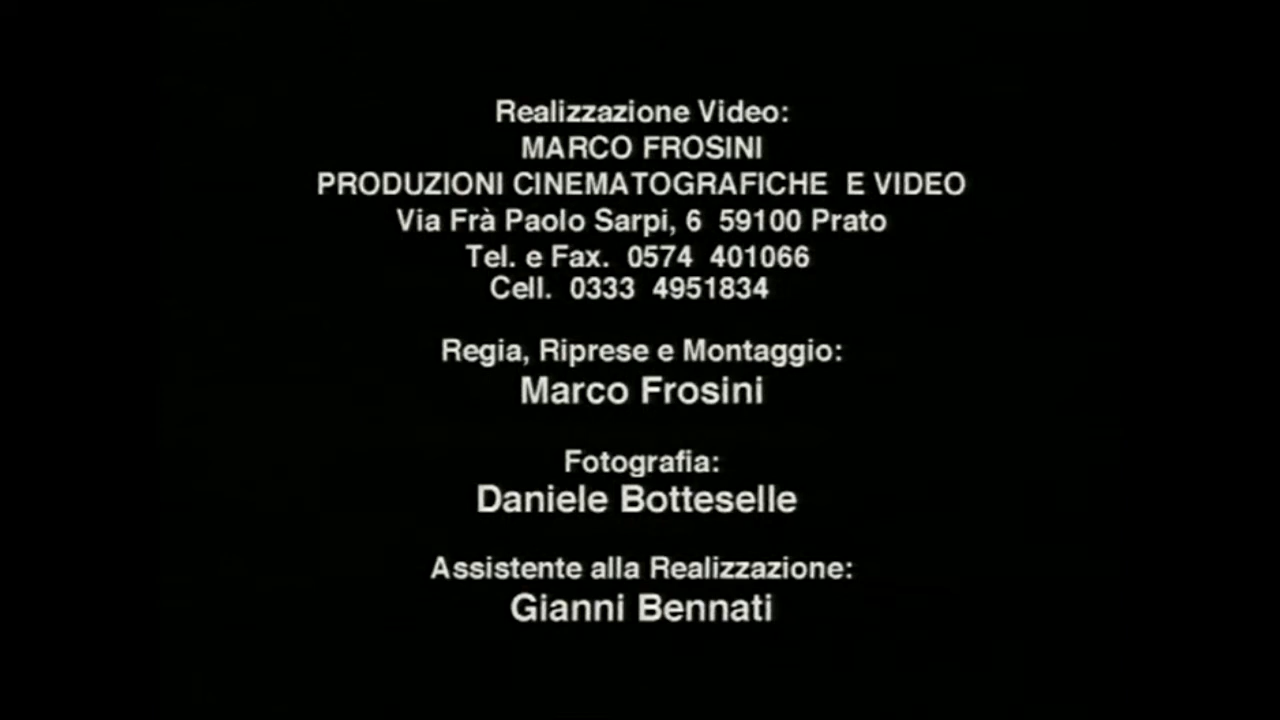 Realizzazione Video:
MARCO FROSINI
PRODUZIONI CINEMATOGRAFICHE E VIDEO
Via Frà Paolo Sarpi, 6 59100 Prato
Tel. e Fax. 0574 401066
Cell. 0333 4951834
Regia, Riprese e Montaggio:
Marco Frosini
Fotografia:
Daniele Botteselle
Assistente alla Realizzazione:
Gianni Bennati